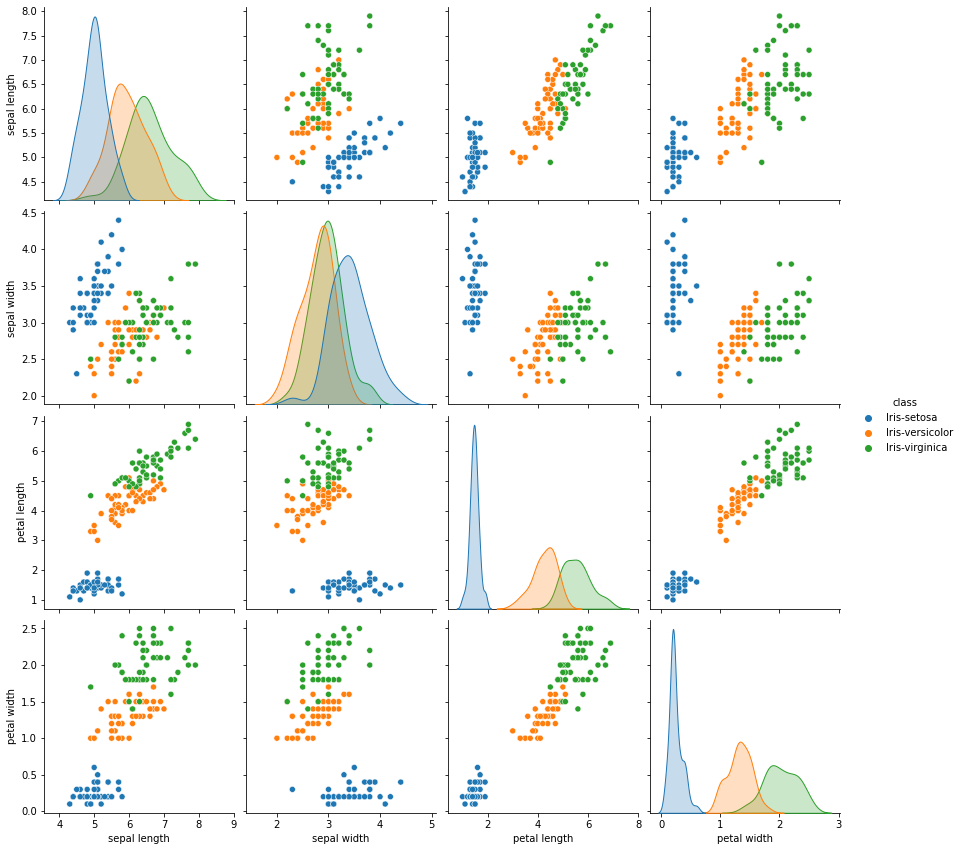 8.0
7.5
7.0
6.5
6.0
5.5
5.0
4.5
sepal length
4.5
4.0
3.5
3.0
2.5
2.0
sepal width
class
Iris-setosa
Iris-versicolor
Iris-virginica
7
6
5
4
3
2
1
petal length
2.5
2.0
1.5
1.0
0.5
0.0
petal width
4 5 6 7 8 9
2 3 4 5
2 4 6 8
0 1 2 3
sepal length
sepal width
petal length
petal width